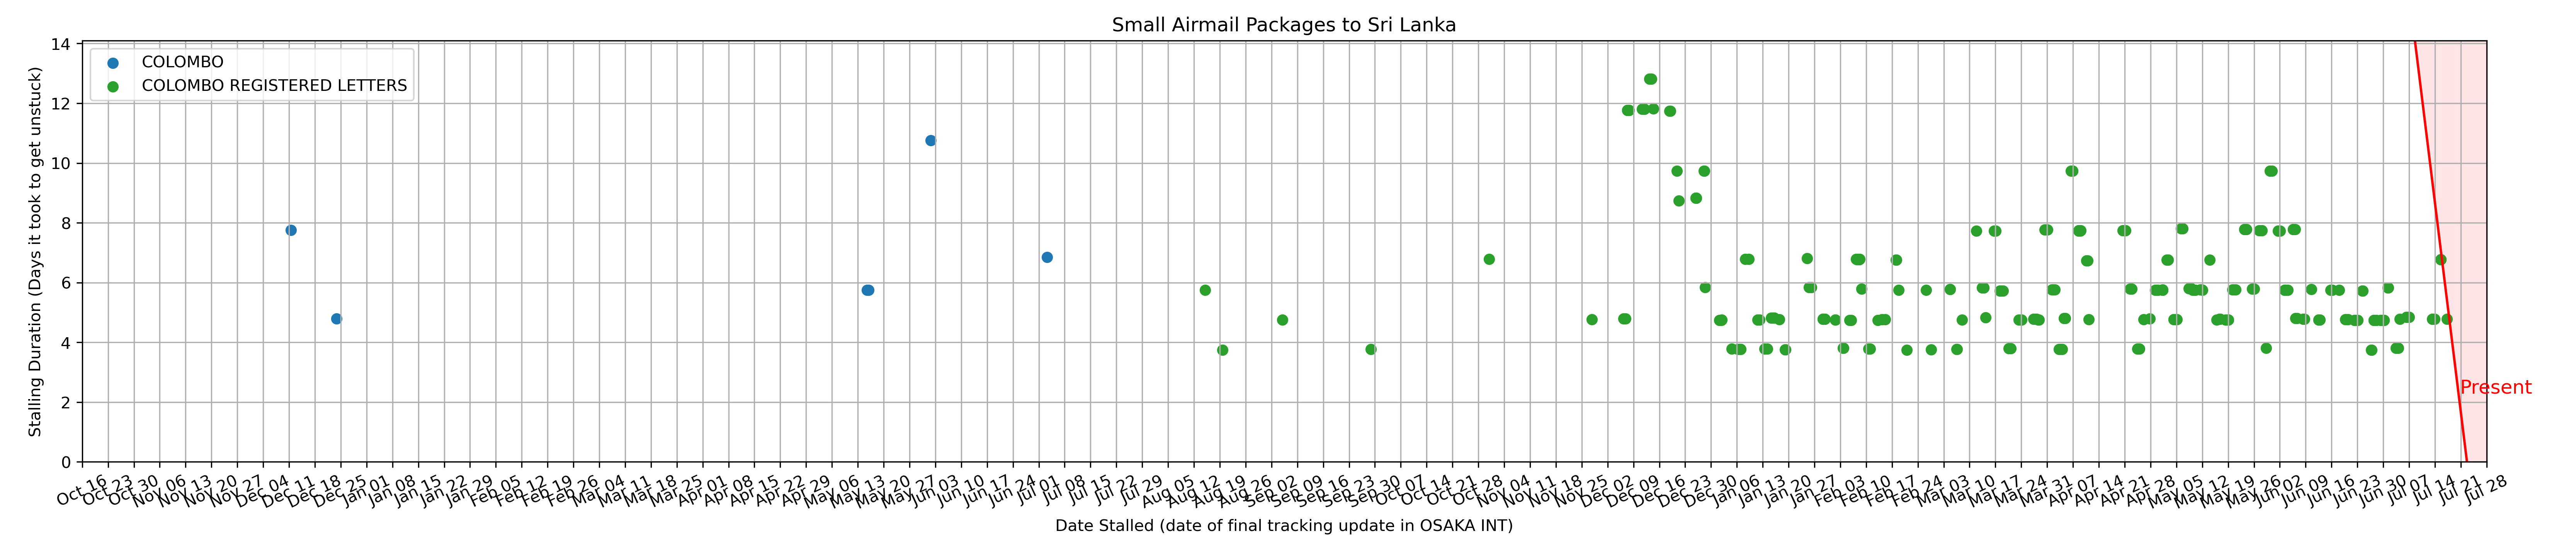 Small Airmail Packages to Sri Lanka
COLOMBO
COLOMBO REGISTERED LETTERS
Stalling Duration (Days it took to get unstuck)
14
12
10
8
6
4
2
0
Present
Oct 16 Oct 23 Oct 30 Nov 06 Nov 13 Nov 20 Nov 27 Dec 04 Dec 11 Dec 18 Dec 25 Jan 01 Jan 08 Jan 15 Jan 22 Jan 29 Feb 05 Feb 12 Feb 19 Feb 26 Mar 04 Mar 11 Mar 18 Mar 25 Apr 01 Apr 08 Apr 15 Apr 22 Apr 29 May 06 May 13 May 20 May 27 Jun 03 Jun 10 Jun 17 Jun 24 Jul 01 Jul 08 Jul 15 Jul 22 Jul 29 Aug 05 Aug 12 Aug 19 Aug 26 Sep 02 Sep 09 Sep 16 Sep 23 Sep 30 Oct 07 Oct 14 Oct 21 Oct 28 Nov 04 Nov 11 Nov 18 Nov 25 Dec 02 Dec 09 Dec 16 Dec 23 Dec 30 Jan 06 Jan 13 Jan 20 Jan 27 Feb 03 Feb 10 Feb 17 Feb 24 Mar 03 Mar 10 Mar 17 Mar 24 Mar 31 Apr 07 Apr 14 Apr 21 Apr 28 May 05 May 12 May 19 May 26 Jun 02 Jun 09 Jun 16 Jun 23 Jun 30 Jul 07 Jul 14 Jul 21 Jul 28
Date Stalled (date of final tracking update in OSAKA INT)